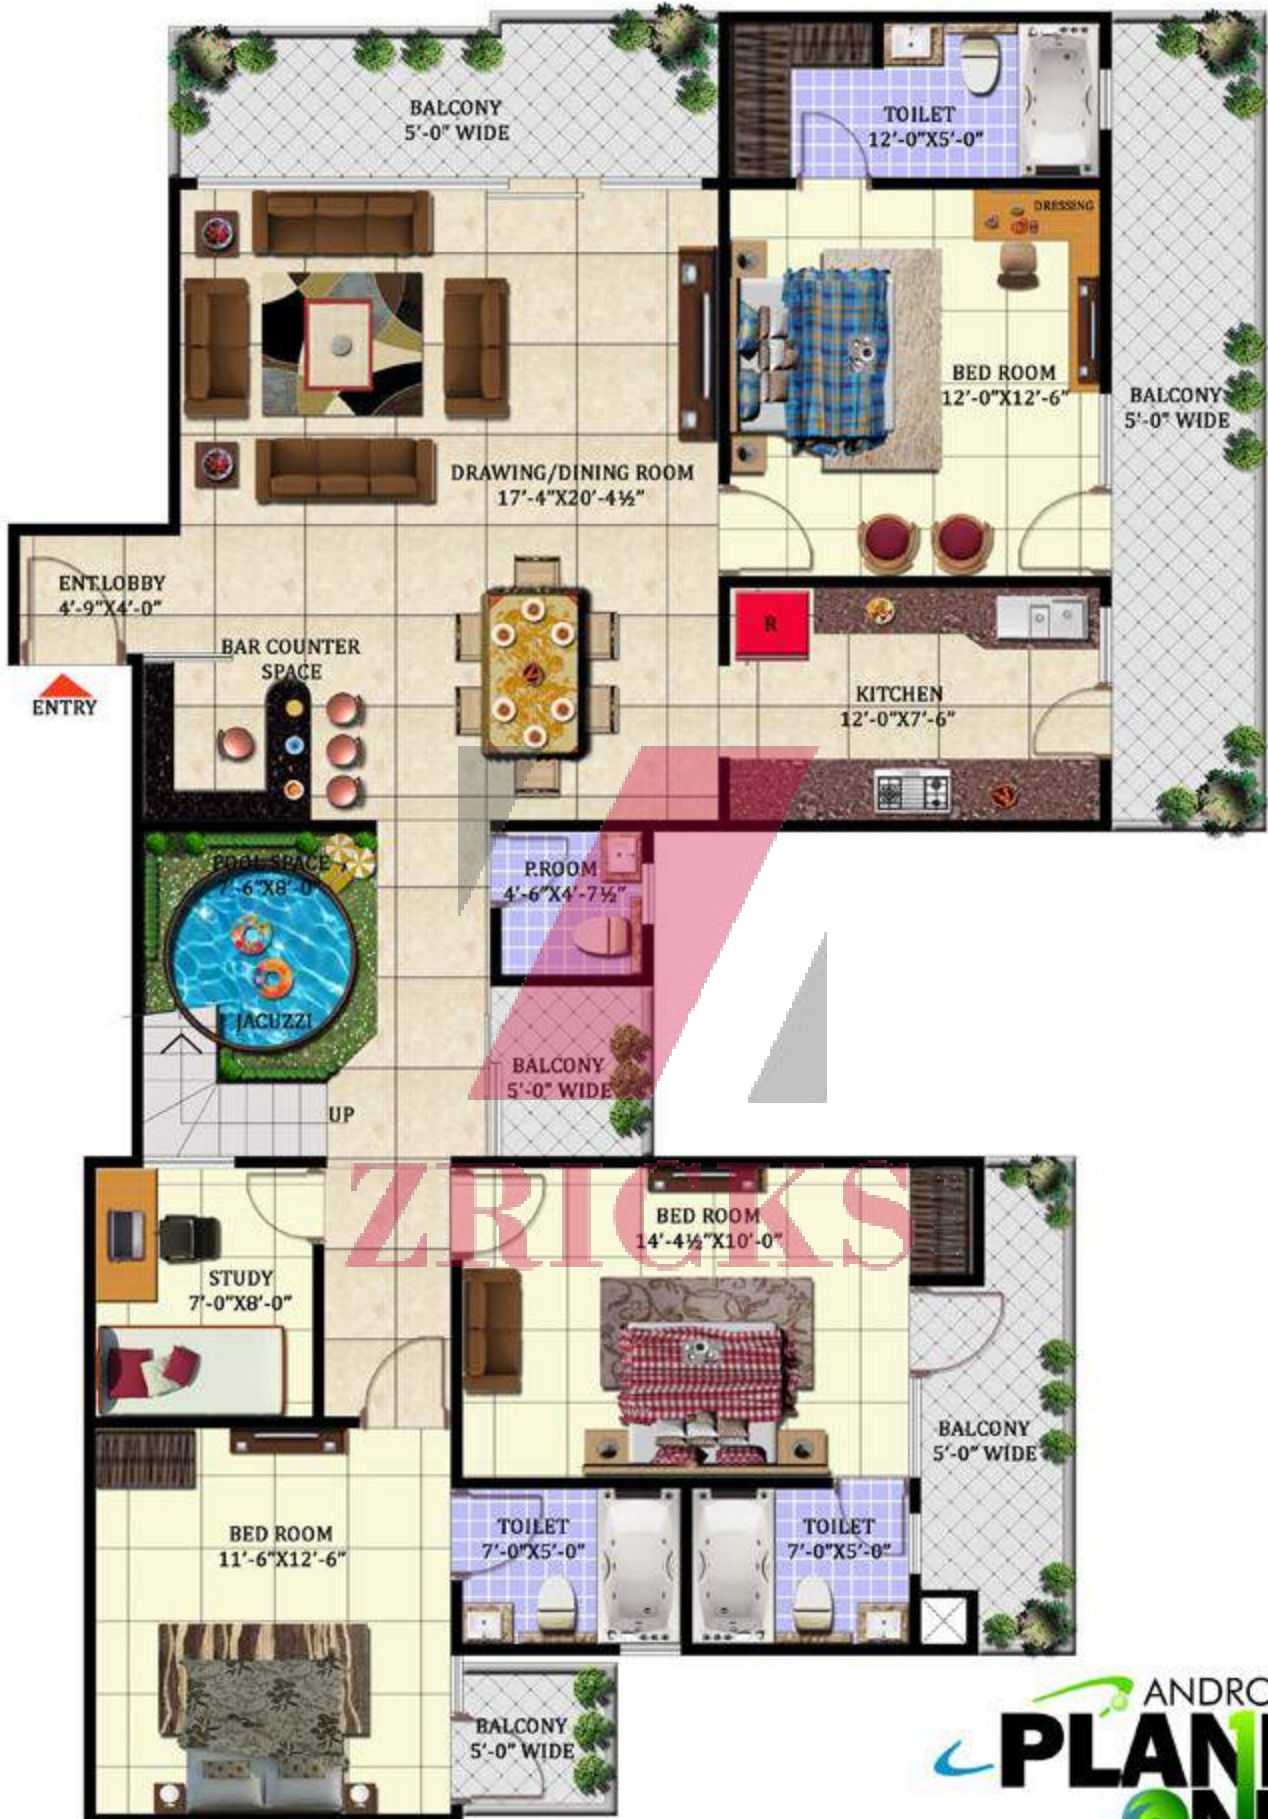 BALCONY
5'-0" WIDE
TOILET
12'-0"X5'-0"
DRESSING
BED ROOM
12'-0"X12'-6"
BALCONY
5'-0" WIDE
DRAWING/DINING ROOM
17'-4"X20'-4½"
ENT.LOBBY
4'-9"X4'-0"
ENTRY
BAR COUNTER
SPACE
R
KITCHEN
12'-0"X7'-6"
POOL SPACE
7'-6"X8'-0"
JACUZZI
P.ROOM
4'-6"X4'-7½"
BALCONY
5'-0" WIDE
UP
ZRICKS
BED ROOM
14'-4½"X10'-0"
STUDY
7'-0"X8'-0"
BALCONY
5'-0" WIDE
BED ROOM
11'-6"X12'-6"
TOILET
7'-0"X5'-0"
TOILET
7'-0"X5'-0"
BALCONY
5'-0" WIDE
ANDRO
PLAN